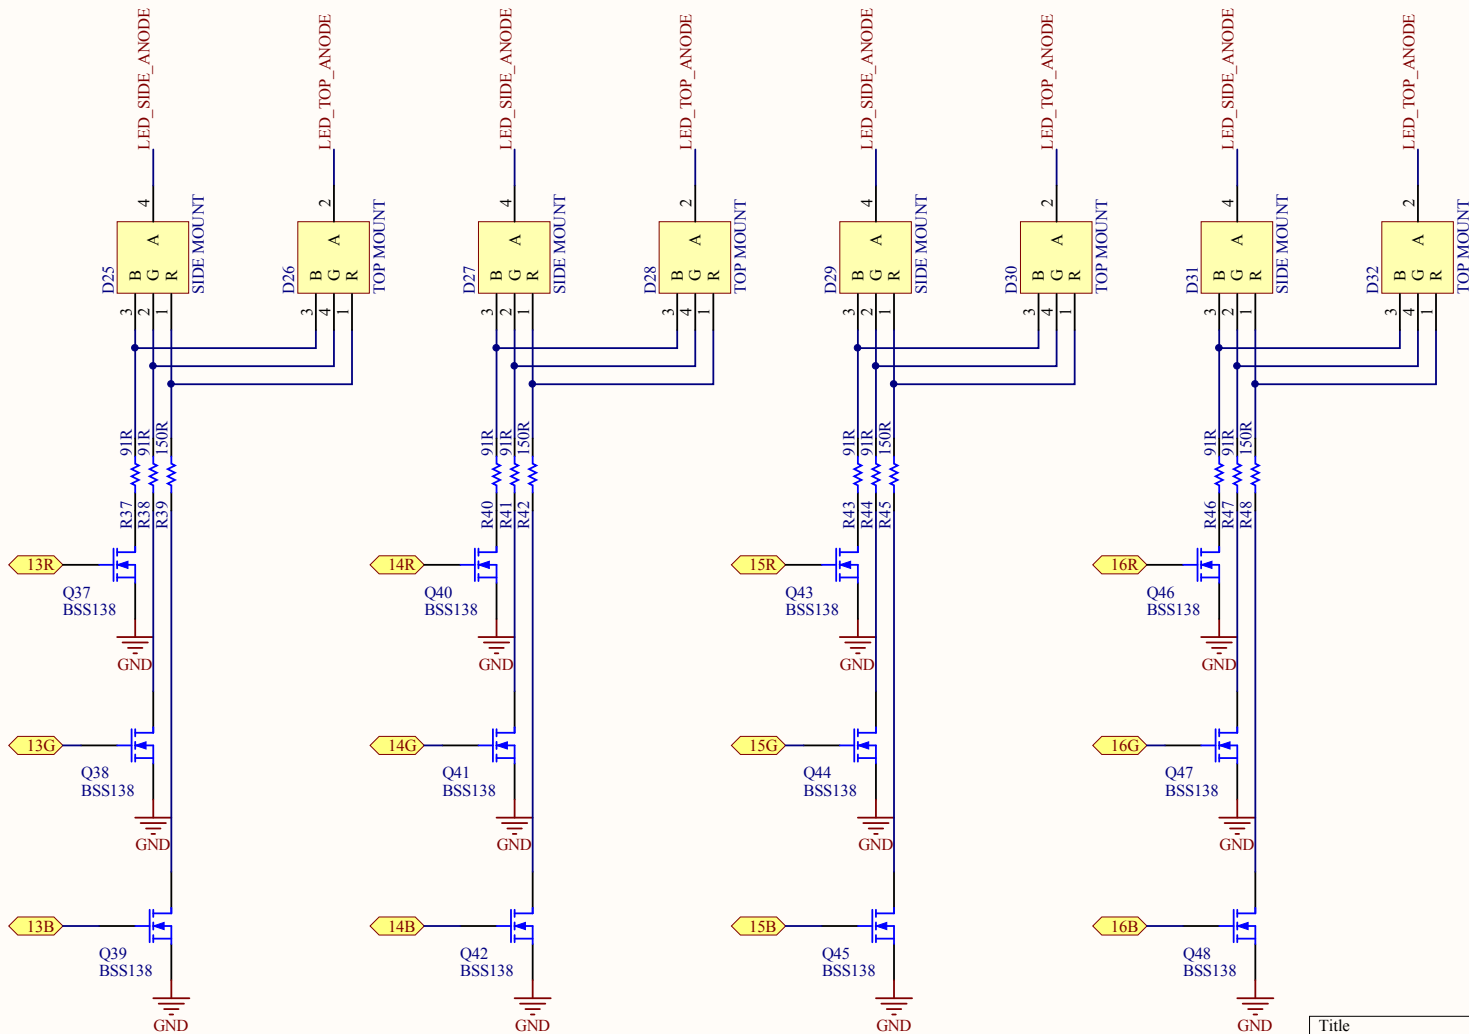 LED_SIDE_ANODE LED_TOP_ANODE LED_SIDE_ANODE LED_TOP_ANODE LED_SIDE_ANODE LED_TOP_ANODE LED_SIDE_ANODE LED_TOP_ANODE
4 2 4 2 4 2 4 2
A A A A A A A A
D25 B G R SIDE MOUNT
D26 B G R TOP MOUNT
D27 B G R SIDE MOUNT
D28 B G R TOP MOUNT
D29 B G R SIDE MOUNT
D30 B G R TOP MOUNT
D31 B G R SIDE MOUNT
D32 B G R TOP MOUNT
3 2 1 3 4 1 3 2 1 3 4 1 3 2 1 3 4 1 3 2 1 3 4 1
91R 91R 150R 91R 91R 150R 91R 91R 150R 91R 91R 150R
R37 R38 R39 R40 R41 R42 R43 R44 R45 R46 R47 R48
13R 14R 15R 16R
Q37 Q40 Q43 Q46
BSS138 BSS138 BSS138 BSS138
GND GND GND GND
13G 14G 15G 16G
Q38 Q41 Q44 Q47
BSS138 BSS138 BSS138 BSS138
GND GND GND GND
13B 14B 15B 16B
Q39 Q42 Q45 Q48
BSS138 BSS138 BSS138 BSS138
GND GND GND GND
Title